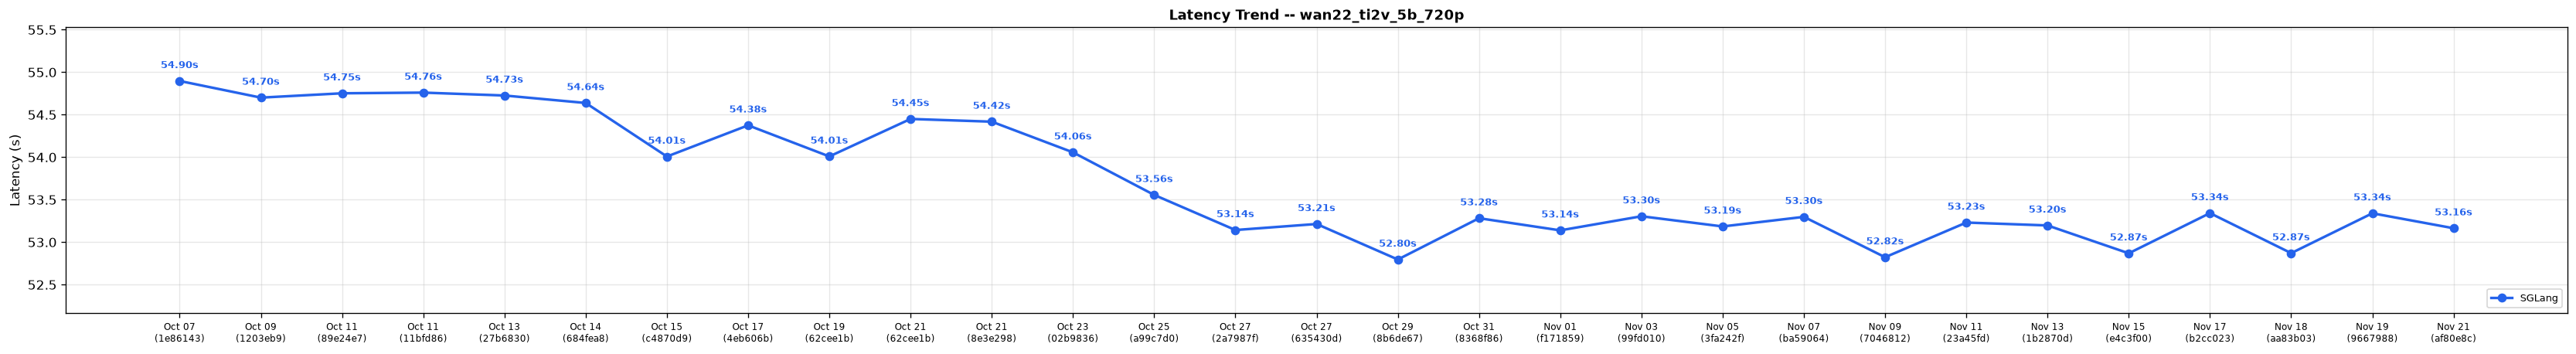 Latency Trend -- wan22_ti2v_5b_720p
Latency (s)
55.5
55.0
54.5
54.0
53.5
53.0
52.5
54.90s
54.70s
54.75s
54.76s
54.73s
54.64s
54.01s
54.38s
54.01s
54.45s
54.42s
54.06s
53.56s
53.14s
53.21s
52.80s
53.28s
53.14s
53.30s
53.19s
53.30s
52.82s
53.23s
53.20s
52.87s
53.34s
52.87s
53.34s
53.16s
SGLang
Oct 07
(1e86143)
Oct 09
(1203eb9)
Oct 11
(89e24e7)
Oct 11
(11bfd86)
Oct 13
(27b6830)
Oct 14
(684fea8)
Oct 15
(c4870d9)
Oct 17
(4eb606b)
Oct 19
(62cee1b)
Oct 21
(62cee1b)
Oct 21
(8e3e298)
Oct 23
(02b9836)
Oct 25
(a99c7d0)
Oct 27
(2a7987f)
Oct 27
(635430d)
Oct 29
(8b6de67)
Oct 31
(8368f86)
Nov 01
(f171859)
Nov 03
(99fd010)
Nov 05
(3fa242f)
Nov 07
(ba59064)
Nov 09
(7046812)
Nov 11
(23a45fd)
Nov 13
(1b2870d)
Nov 15
(e4c3f00)
Nov 17
(b2cc023)
Nov 18
(aa83b03)
Nov 19
(9667988)
Nov 21
(af80e8c)